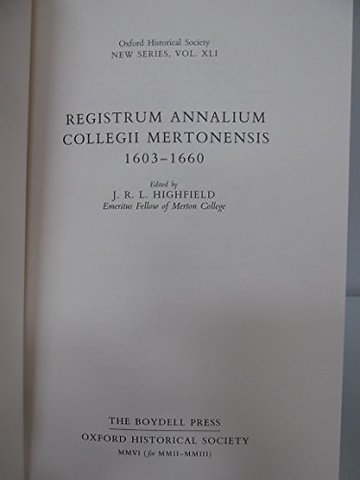 Oxford Historical Society
NEW SERIES, VOL. XLI
REGISTRUM ANNALIUM
COLLEGII MERTONENSIS
1603–1660
Edited by
J. R. L. HIGHFIELD
Emeritus Fellow of Merton College
THE BOYDELL PRESS
OXFORD HISTORICAL SOCIETY
MMVI (for MMII–MMIII)